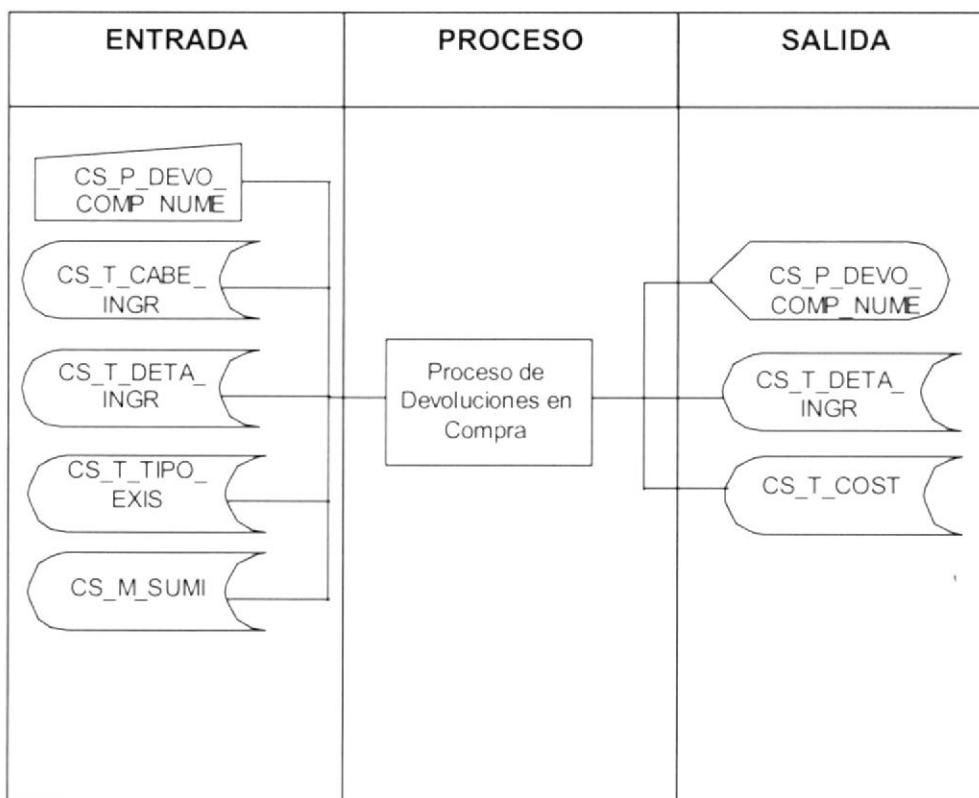 ENTRADA
PROCESO
SALIDA
CS_P_DEVO_
COMP_NUME
CS_T_CABE_
INGR
CS_T_DETA_
INGR
CS_T_TIPO_
EXIS
CS_M_SUMI
Proceso de
Devoluciones en
Compra
CS_P_DEVO_
COMP_NUME
CS_T_DETA_
INGR
CS_T_COST